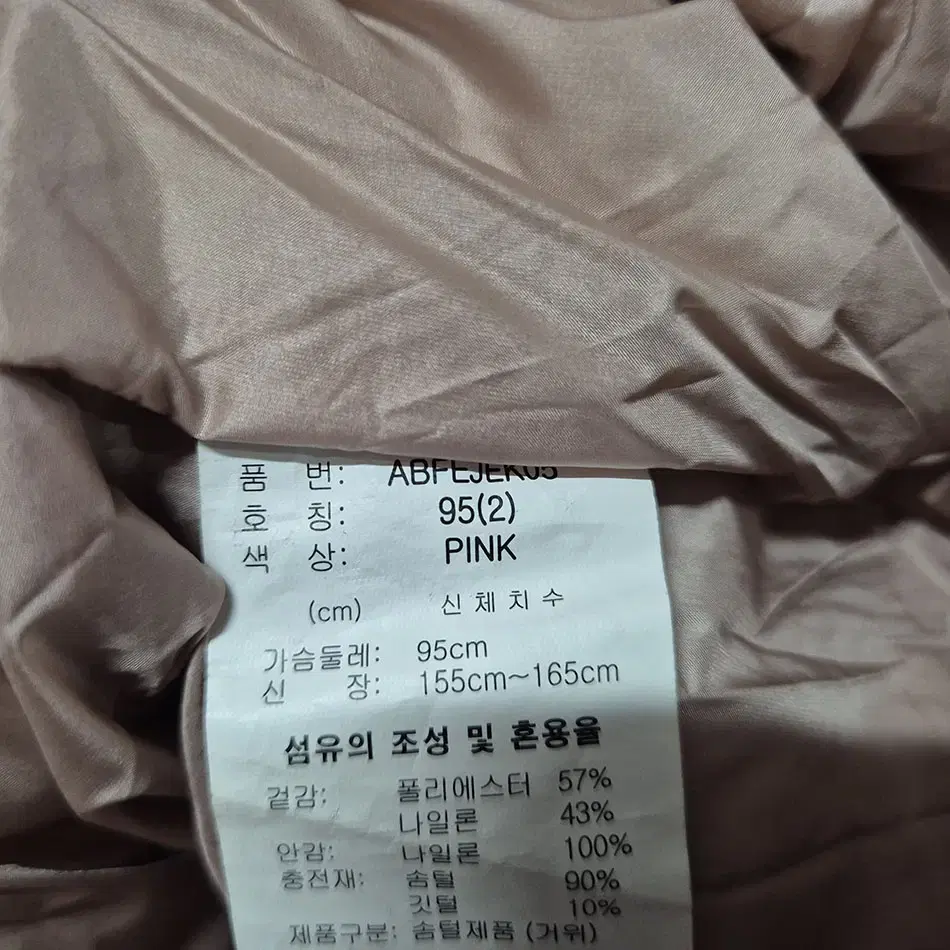 품 번: ABFEJEK05
호 칭: 95(2)
색 상: PINK
(cm) 신체치수
가슴둘레: 95cm
신 장: 155cm~165cm
섬유의 조성 및 혼용율
겉감: 폴리에스터 57%
나일론 43%
안감: 나일론 100%
충전재: 솜털 90%
깃털 10%
제품구분: 솜털제품 (거위)